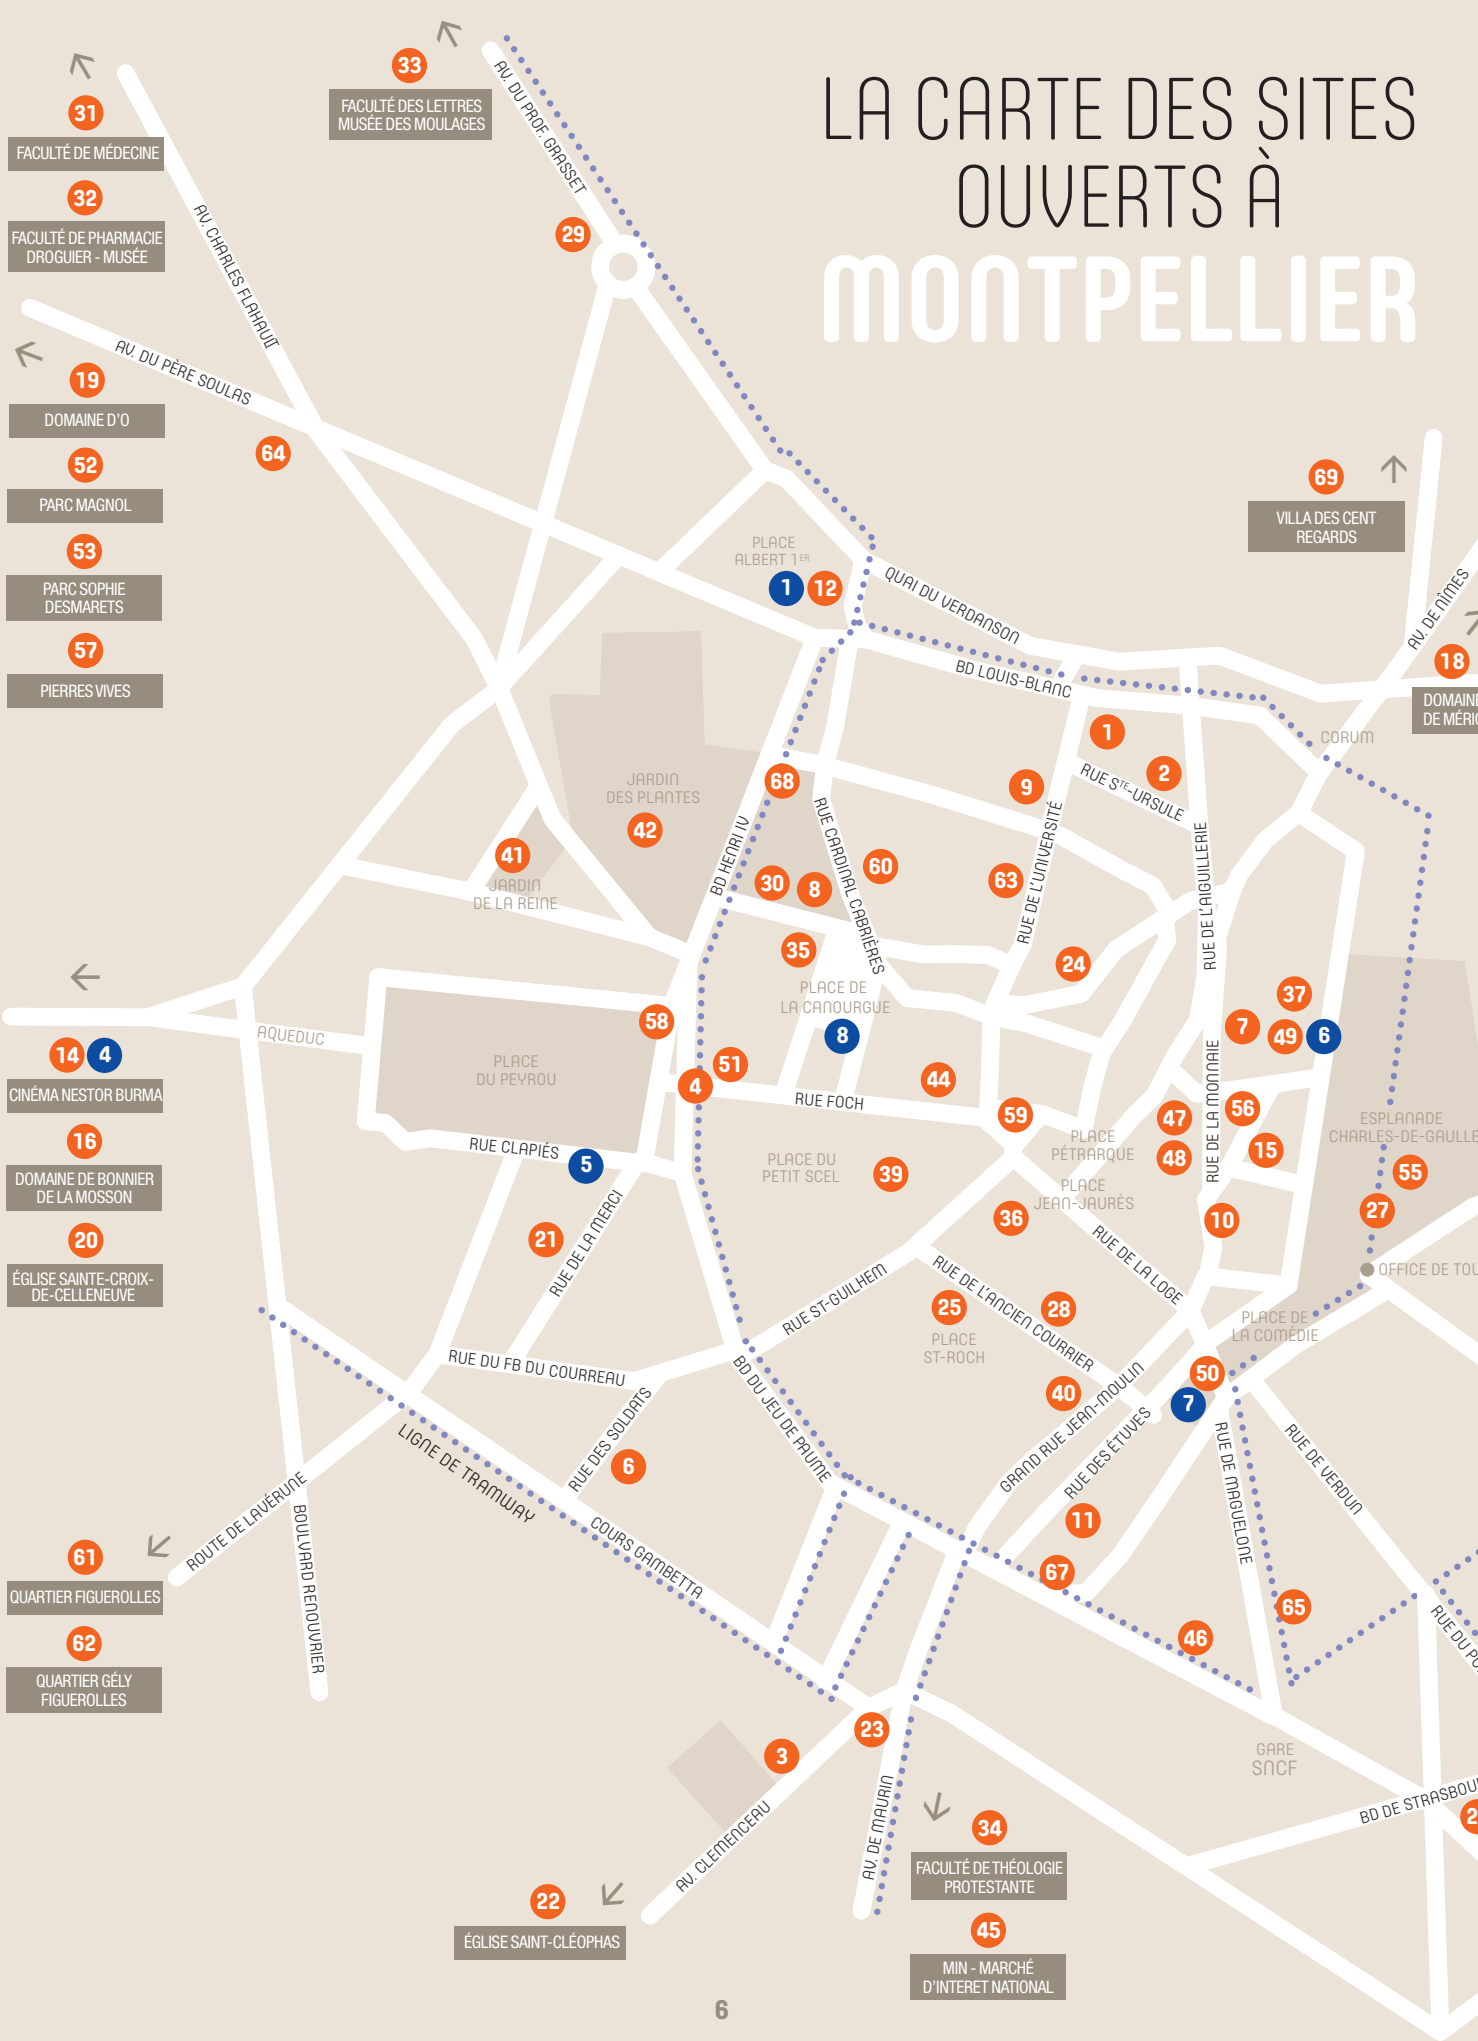 LA CARTE DES SITES
OUVERTS À
MONTPELLIER
33
FACULTÉ DES LETTRES
MUSÉE DES MOULAGES
31
FACULTÉ DE MÉDECINE
32
FACULTÉ DE PHARMACIE
DROGUIER - MUSÉE
AV. DU PROF. GRASSET
29
AV. CHARLES FLAHAUT
AV. DU PÈRE SOULAS
19
DOMAINE D'O
64
52
PARC MAGNOL
53
PARC SOPHIE
DESMARETS
57
PIERRES VIVES
69
VILLA DES CENT
REGARDS
PLACE
ALBERT 1ER
1
12
QUAI DU VERDANSON
BD LOUIS-BLANC
AV. DE NÎMES
18
DOMAINE
DE MÉRIC
CORUM
1
2
RUE STE-URSULE
9
68
JARDIN
DES PLANTES
42
41
JARDIN
DE LA REINE
BD HENRI IV
RUE CARDINAL CABRIÈRES
30
8
60
63
RUE DE L'UNIVERSITÉ
RUE DE L'AIGUILLERIE
35
24
PLACE DE
LA CANOURGUE
8
37
7
49
6
58
51
4
44
RUE FOCH
59
AQUEDUC
PLACE
DU PEYROU
14
4
CINÉMA NESTOR BURMA
16
DOMAINE DE BONNIER
DE LA MOSSON
20
ÉGLISE SAINTE-CROIX-
DE-CELLENEUVE
RUE CLAPIÉS
5
21
RUE DE LA MERCI
PLACE DU
PETIT SCEL
39
PLACE
PÉTRARQUE
47
48
RUE DE LA MONNAIE
56
15
10
ESPLANADE
CHARLES-DE-GAULLE
55
27
OFFICE DE TOU
PLACE
JEAN-JAURÈS
36
RUE DE LA LOGE
RUE ST-GUILHEM
RUE DE L'ANCIEN COURRIER
25
PLACE
ST-ROCH
28
40
PLACE DE
LA COMÉDIE
50
7
RUE DU FB DU COURREAU
BD DU JEU DE PAUME
RUE DES SOLDATS
6
LIGNE DE TRAMWAY
COURS GAMBETTA
GRAND RUE JEAN-MOULIN
RUE DES ÉTUVES
11
67
RUE DE MAGUELONE
RUE DE VERDUN
65
46
RUE DU PO
ROUTE DE LAVÉRUNE
BOULVARD RENOUVRIER
61
QUARTIER FIGUEROLLES
62
QUARTIER GÉLY
FIGUEROLLES
23
3
AV. CLEMENCEAU
AV. DE MAURIN
GARE
SNCF
BD DE STRASBOU
2
34
FACULTÉ DE THÉOLOGIE
PROTESTANTE
22
ÉGLISE SAINT-CLÉOPHAS
45
MIN - MARCHÉ
D'INTERET NATIONAL
6